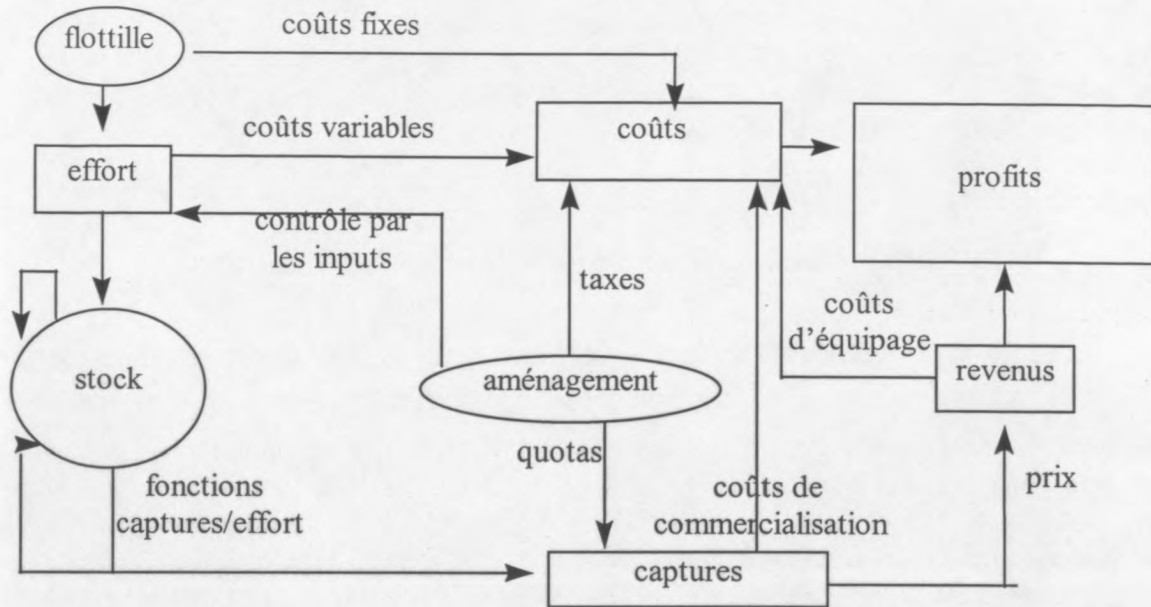 flottille
coûts fixes
coûts variables
coûts
effort
profits
contrôle par
les inputs
taxes
coûts
d'équipage
stock
aménagement
revenus
quotas
prix
fonctions
captures/effort
coûts de
commercialisation
captures